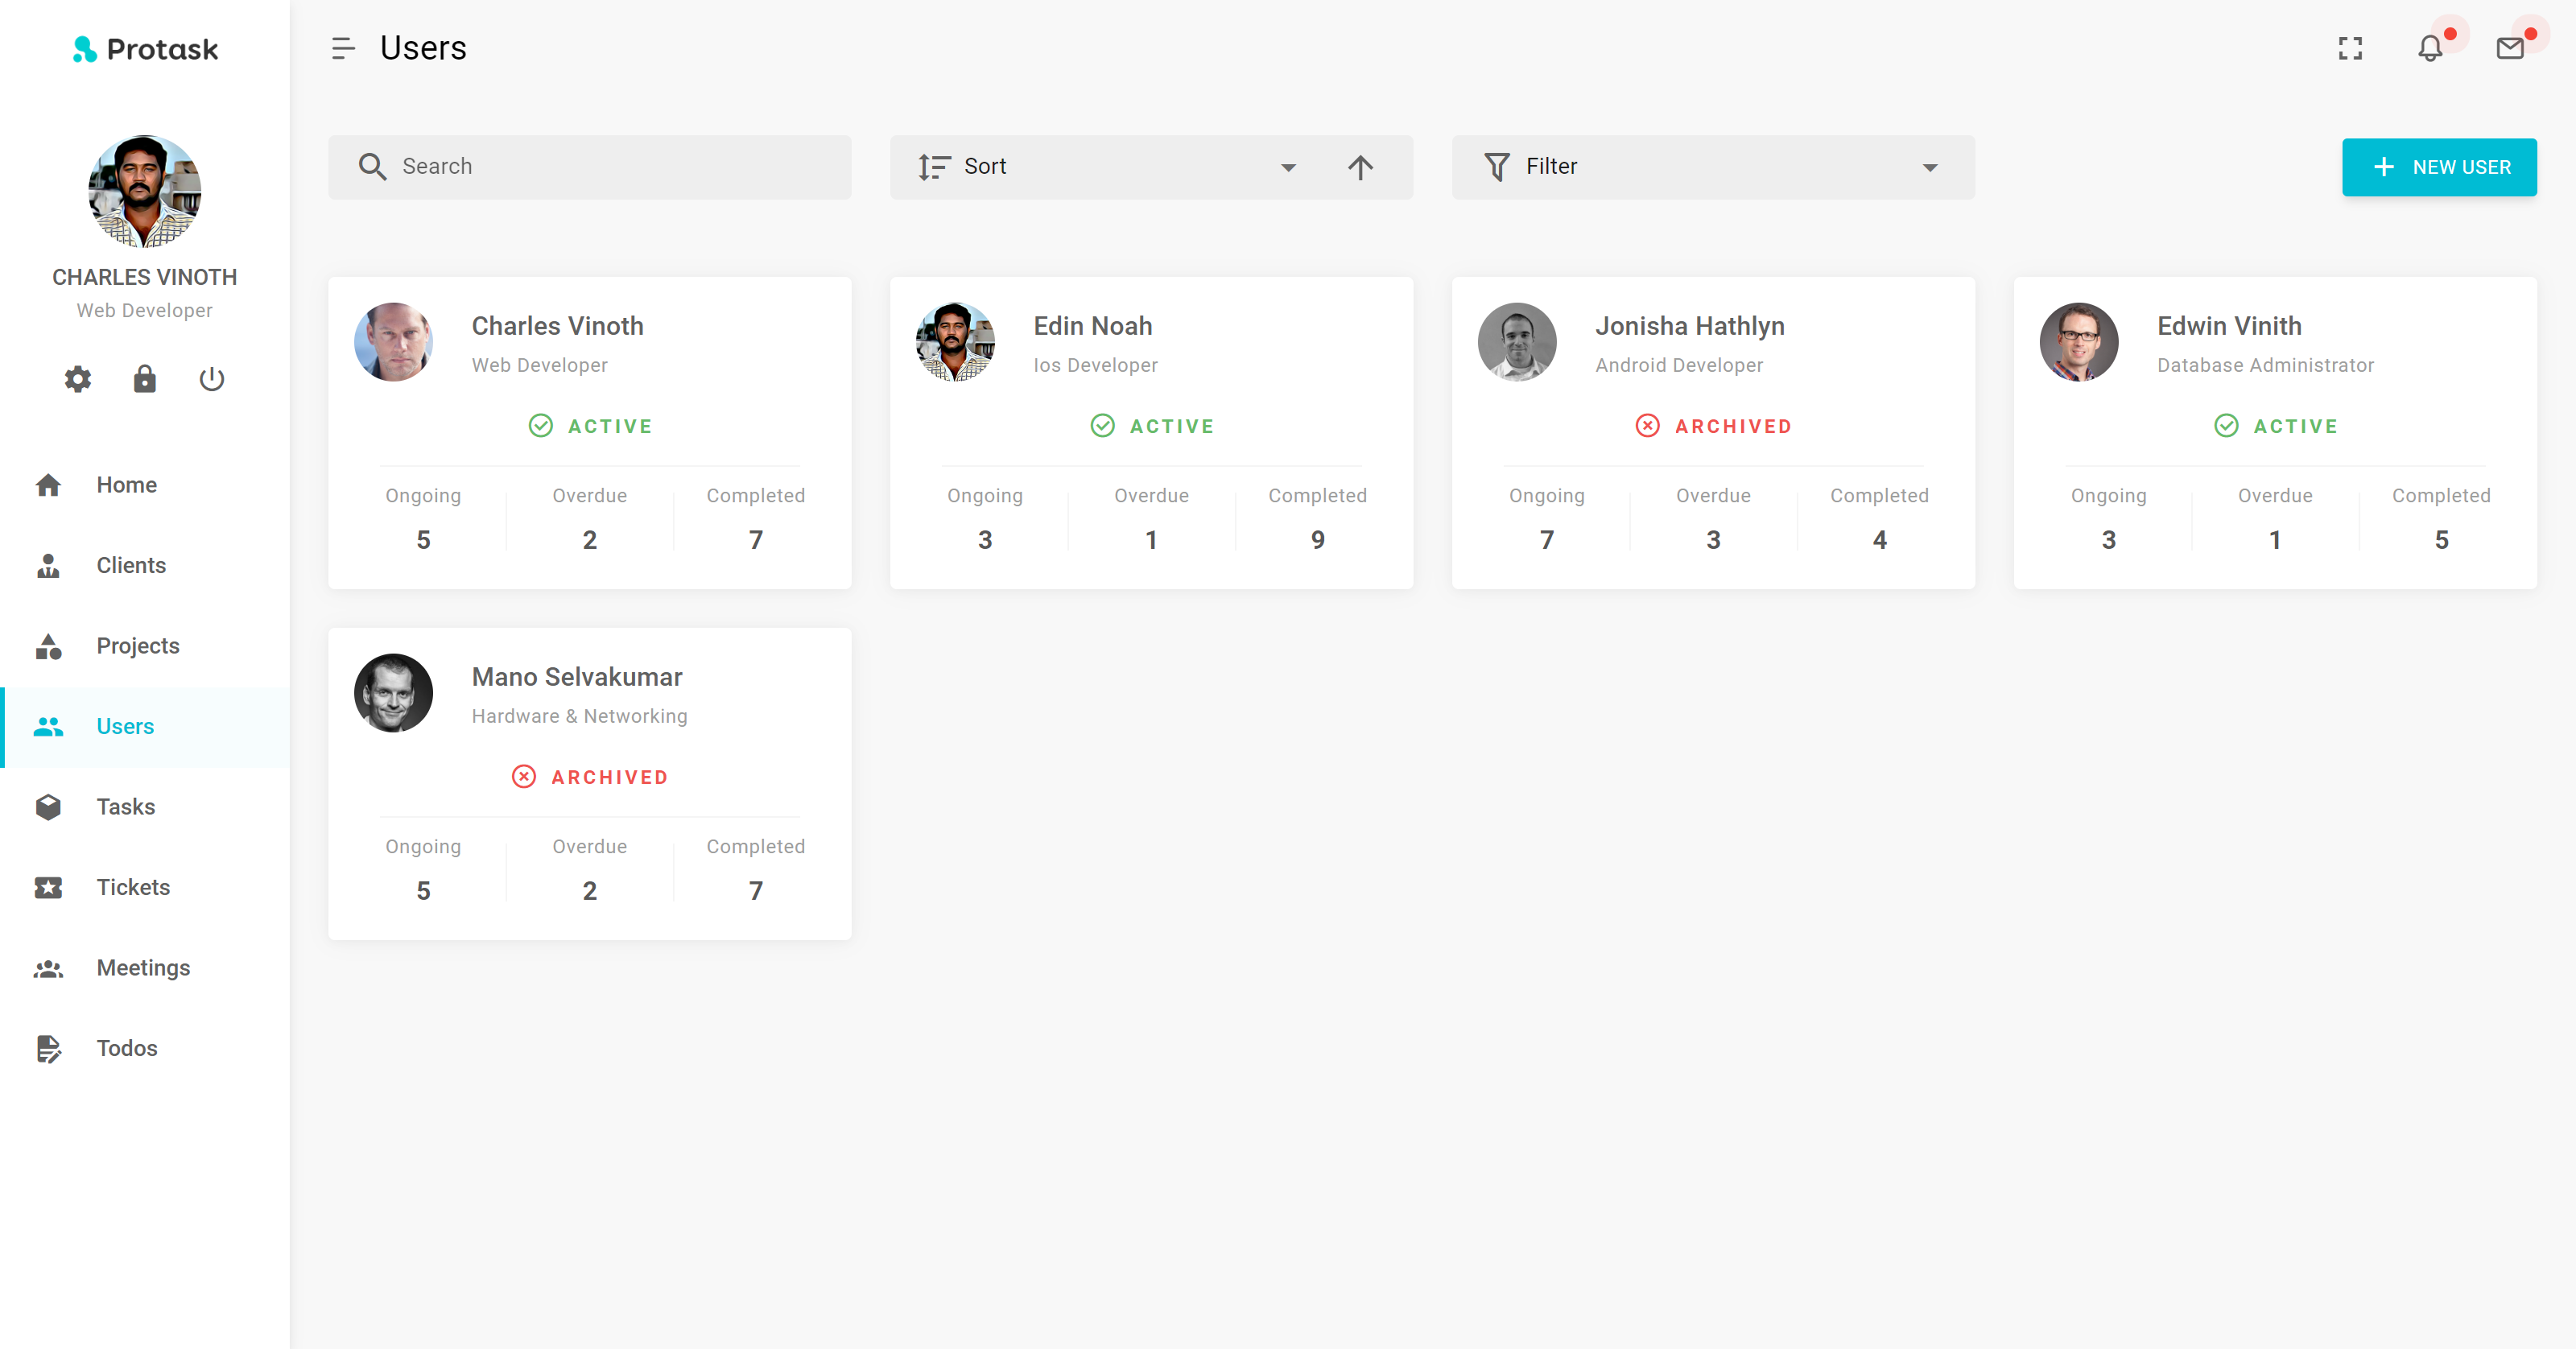 Protask
CHARLES VINOTH
Web Developer
Home
Clients
Projects
Users
Tasks
Tickets
Meetings
Todos
Users
Search
Sort
Filter
NEW USER
Charles Vinoth
Web Developer
ACTIVE
Ongoing Overdue Completed
5 2 7
Edin Noah
Ios Developer
ACTIVE
Ongoing Overdue Completed
3 1 9
Jonisha Hathlyn
Android Developer
ARCHIVED
Ongoing Overdue Completed
7 3 4
Edwin Vinith
Database Administrator
ACTIVE
Ongoing Overdue Completed
3 1 5
Mano Selvakumar
Hardware & Networking
ARCHIVED
Ongoing Overdue Completed
5 2 7